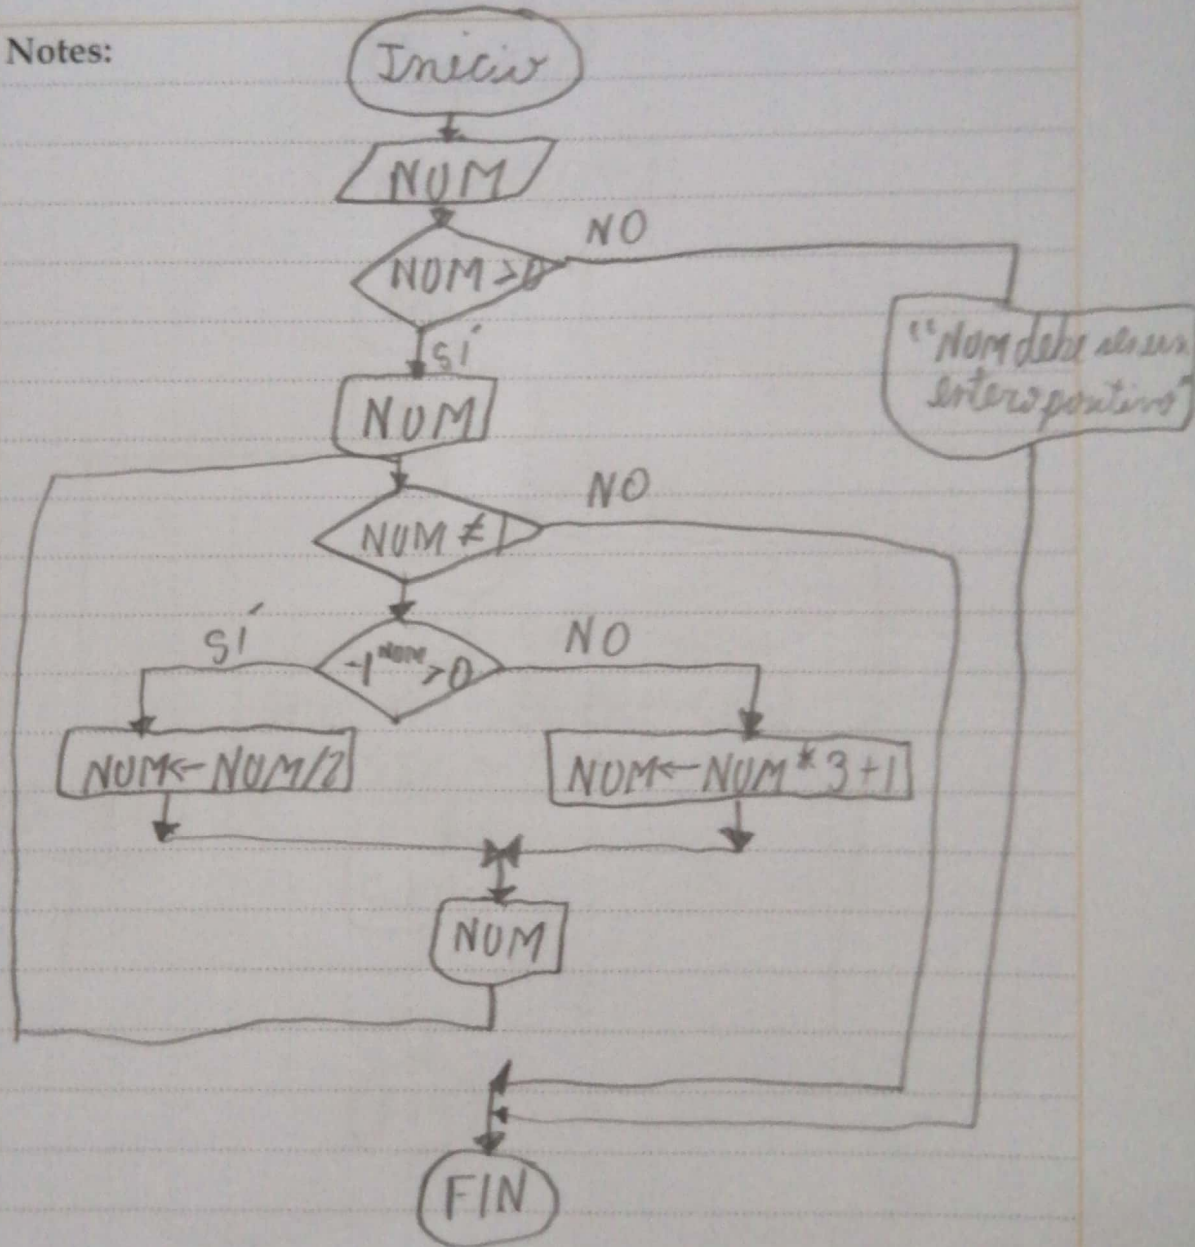 Notes:
Inicio
NUM
NUM > 0
NO
SÍ
"Num debe ser un
entero positivo"
NUM
NUM ≠ 1
NO
SÍ
-1^NUM > 0
NO
NUM ← NUM/2
NUM ← NUM * 3 + 1
NUM
FIN